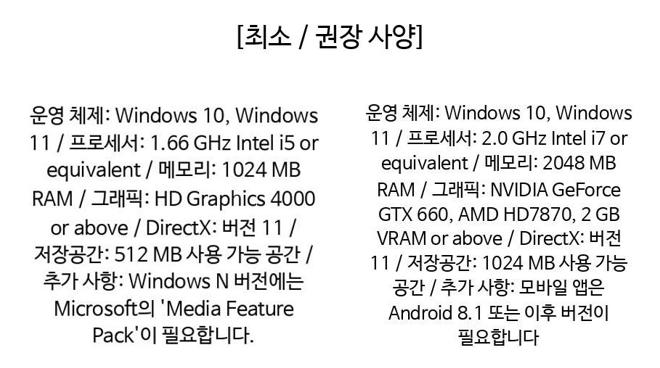 [최소 / 권장 사양]
운영 체제: Windows 10, Windows
11 / 프로세서: 1.66 GHz Intel i5 or
equivalent / 메모리: 1024 MB
RAM / 그래픽: HD Graphics 4000
or above / DirectX: 버전 11 /
저장공간: 512 MB 사용 가능 공간 /
추가 사항: Windows N 버전에는
Microsoft의 'Media Feature
Pack'이 필요합니다.
운영 체제: Windows 10, Windows
11 / 프로세서: 2.0 GHz Intel i7 or
equivalent / 메모리: 2048 MB
RAM / 그래픽: NVIDIA GeForce
GTX 660, AMD HD7870, 2 GB
VRAM or above / DirectX: 버전
11 / 저장공간: 1024 MB 사용 가능
공간 / 추가 사항: 모바일 앱은
Android 8.1 또는 이후 버전이
필요합니다